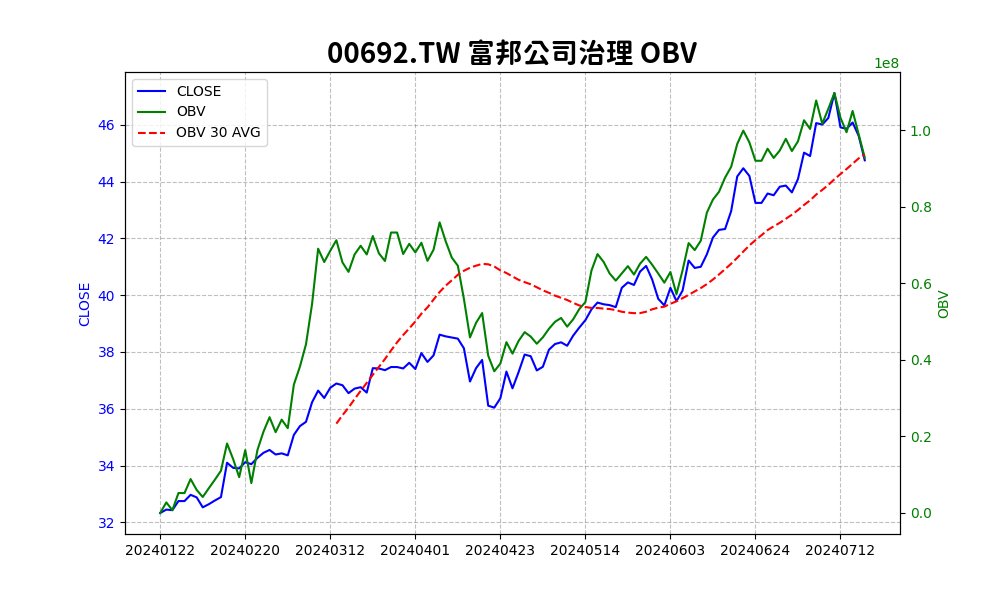 00692.TW 富邦公司治理 OBV
1e8
CLOSE
OBV
OBV 30 AVG
46
44
42
40
38
36
34
32
CLOSE
1.0
0.8
0.6
0.4
0.2
0.0
OBV
20240122 20240220 20240312 20240401 20240423 20240514 20240603 20240624 20240712